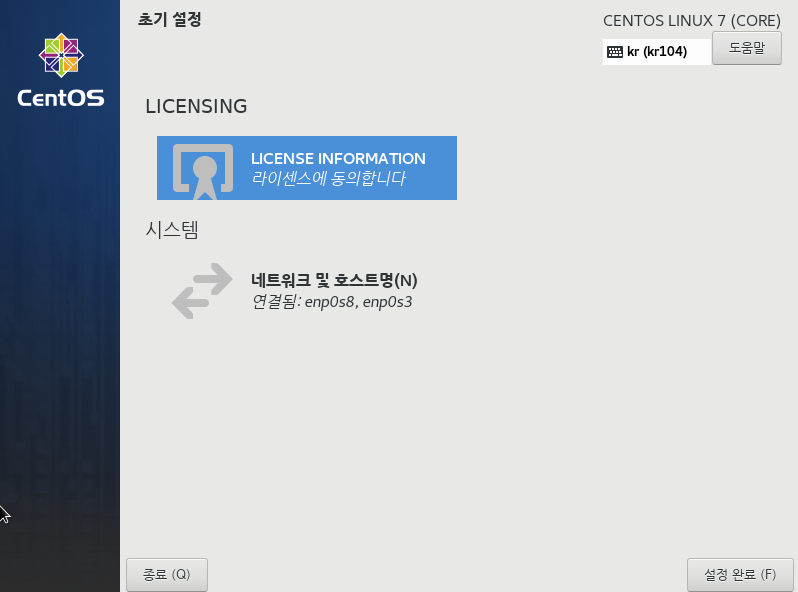 초기 설정
CENTOS LINUX 7 (CORE)
kr (kr104)
도움말
CentOS
LICENSING
LICENSE INFORMATION
라이센스에 동의합니다
시스템
네트워크 및 호스트명(N)
연결됨: enp0s8, enp0s3
종료 (Q)
설정 완료 (F)